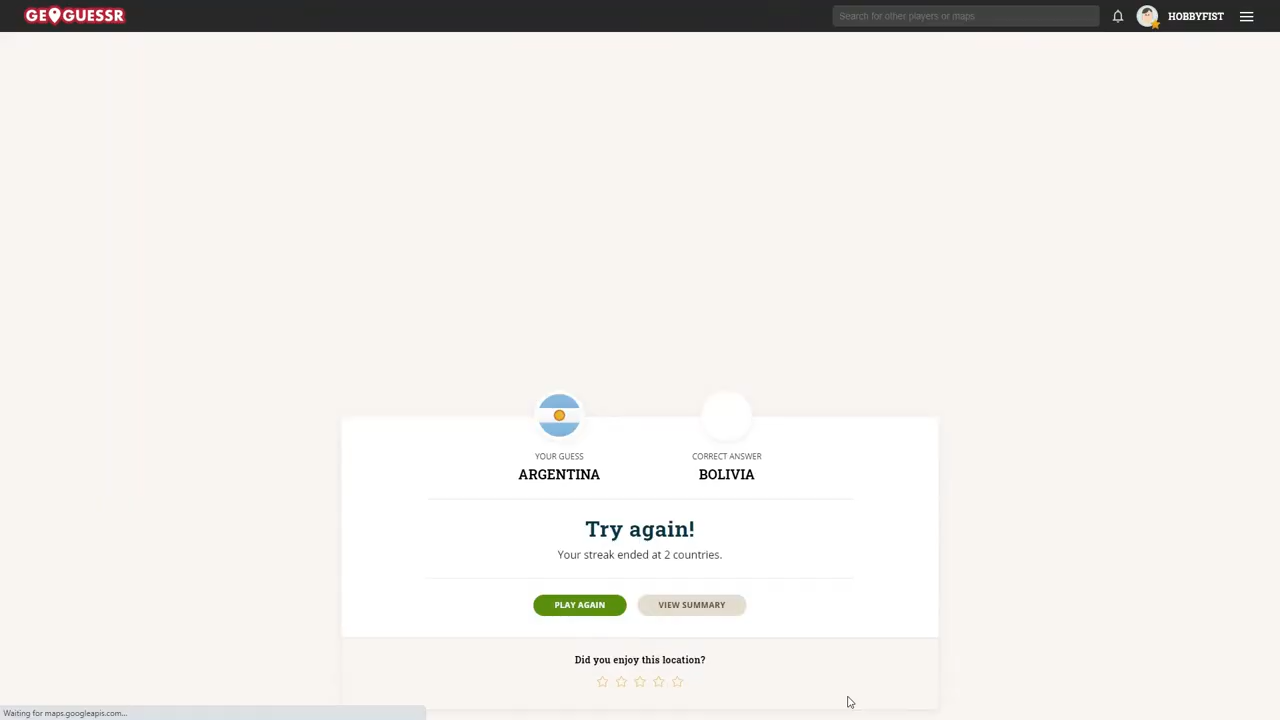 GEOGUESSR
Search for other players or maps
HOBBYFIST
YOUR GUESS
ARGENTINA
CORRECT ANSWER
BOLIVIA
Try again!
Your streak ended at 2 countries.
PLAY AGAIN
VIEW SUMMARY
Did you enjoy this location?
Waiting for maps.googleapis.com...